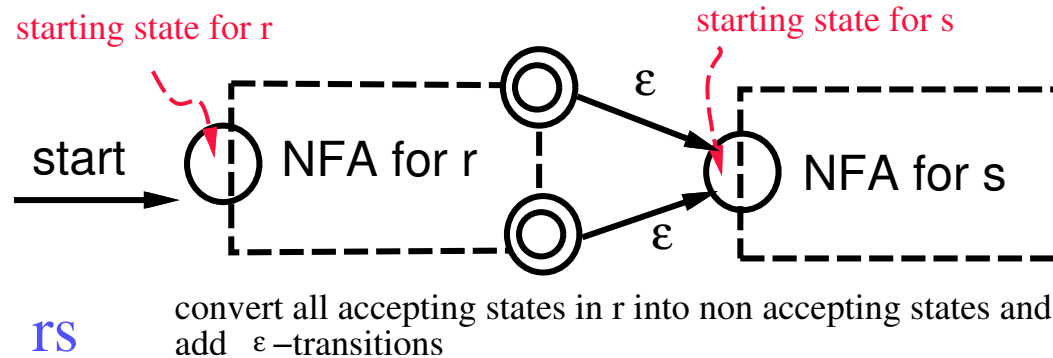 starting state for r
starting state for s
ε
start
NFA for r
NFA for s
ε
rs
convert all accepting states in r into non accepting states and
add ε-transitions